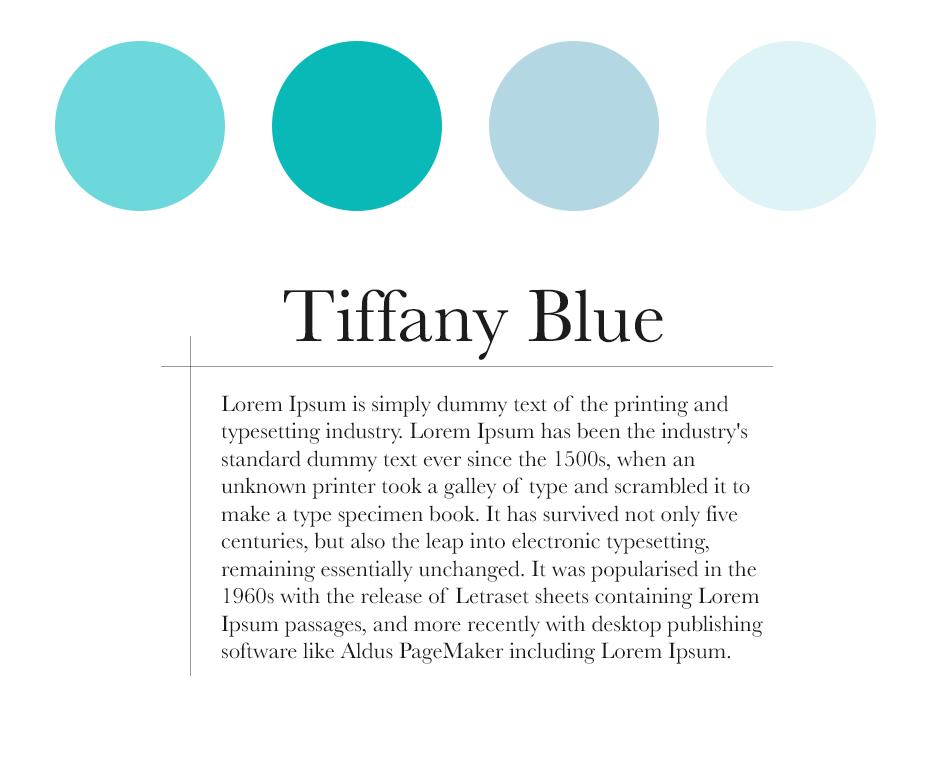 Tiffany Blue
Lorem Ipsum is simply dummy text of the printing and
typesetting industry. Lorem Ipsum has been the industry's
standard dummy text ever since the 1500s, when an
unknown printer took a galley of type and scrambled it to
make a type specimen book. It has survived not only five
centuries, but also the leap into electronic typesetting,
remaining essentially unchanged. It was popularised in the
1960s with the release of Letraset sheets containing Lorem
Ipsum passages, and more recently with desktop publishing
software like Aldus PageMaker including Lorem Ipsum.